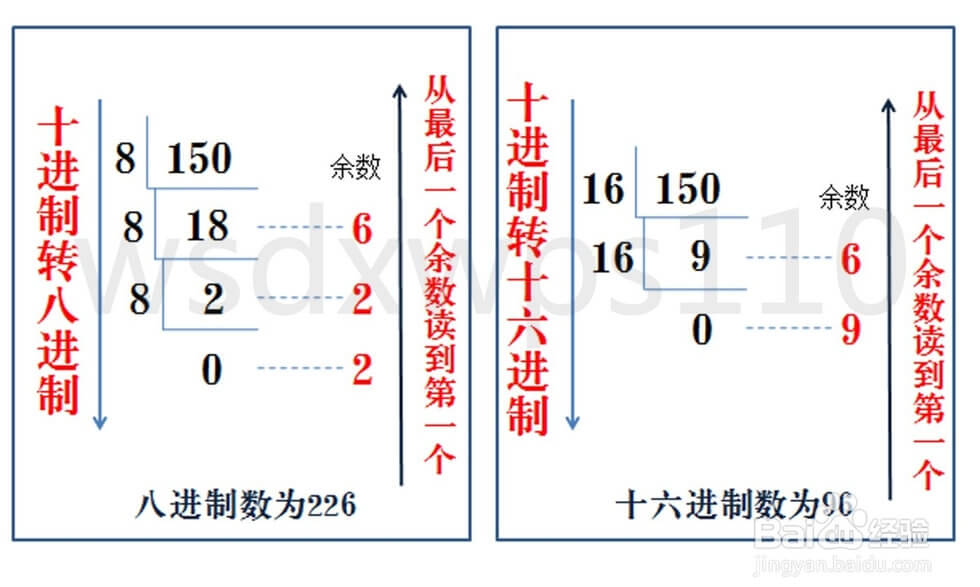 十进制转八进制
8 150 余数
8 18 6
8 2 2
0 2
从最后一个余数读到第一个
八进制数为226
十进制转十六进制
16 150 余数
16 9 6
0 9
从最后一个余数读到第一个
十六进制数为96
wsdxwps110
Baidu经验
jingyan.baidu.com